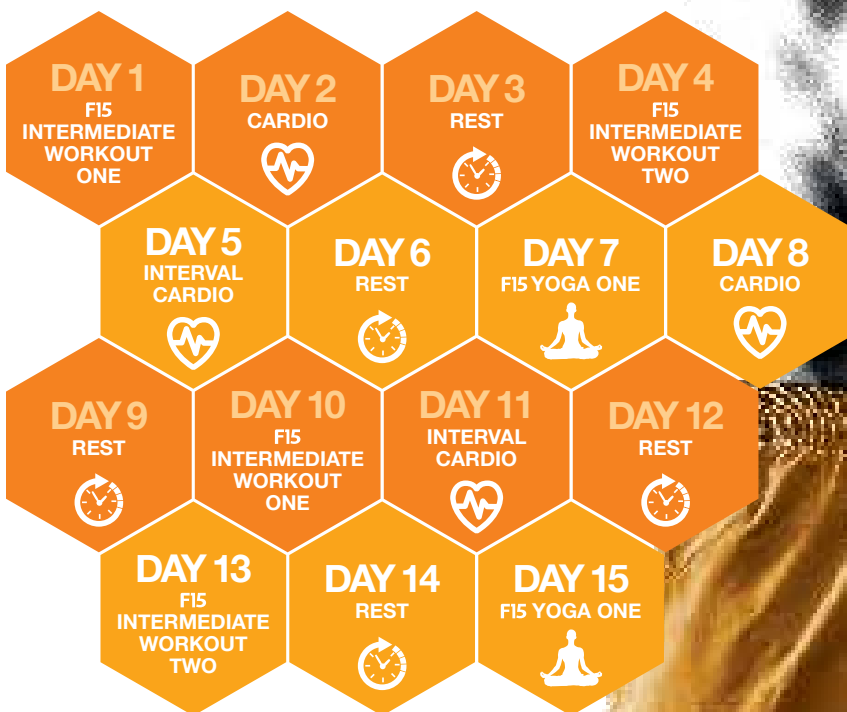 DAY 1
F15
INTERMEDIATE
WORKOUT
ONE
DAY 2
CARDIO
DAY 3
REST
DAY 4
F15
INTERMEDIATE
WORKOUT
TWO
DAY 5
INTERVAL
CARDIO
DAY 6
REST
DAY 7
F15 YOGA ONE
DAY 8
CARDIO
DAY 9
REST
DAY 10
F15
INTERMEDIATE
WORKOUT
ONE
DAY 11
INTERVAL
CARDIO
DAY 12
REST
DAY 13
F15
INTERMEDIATE
WORKOUT
TWO
DAY 14
REST
DAY 15
F15 YOGA ONE